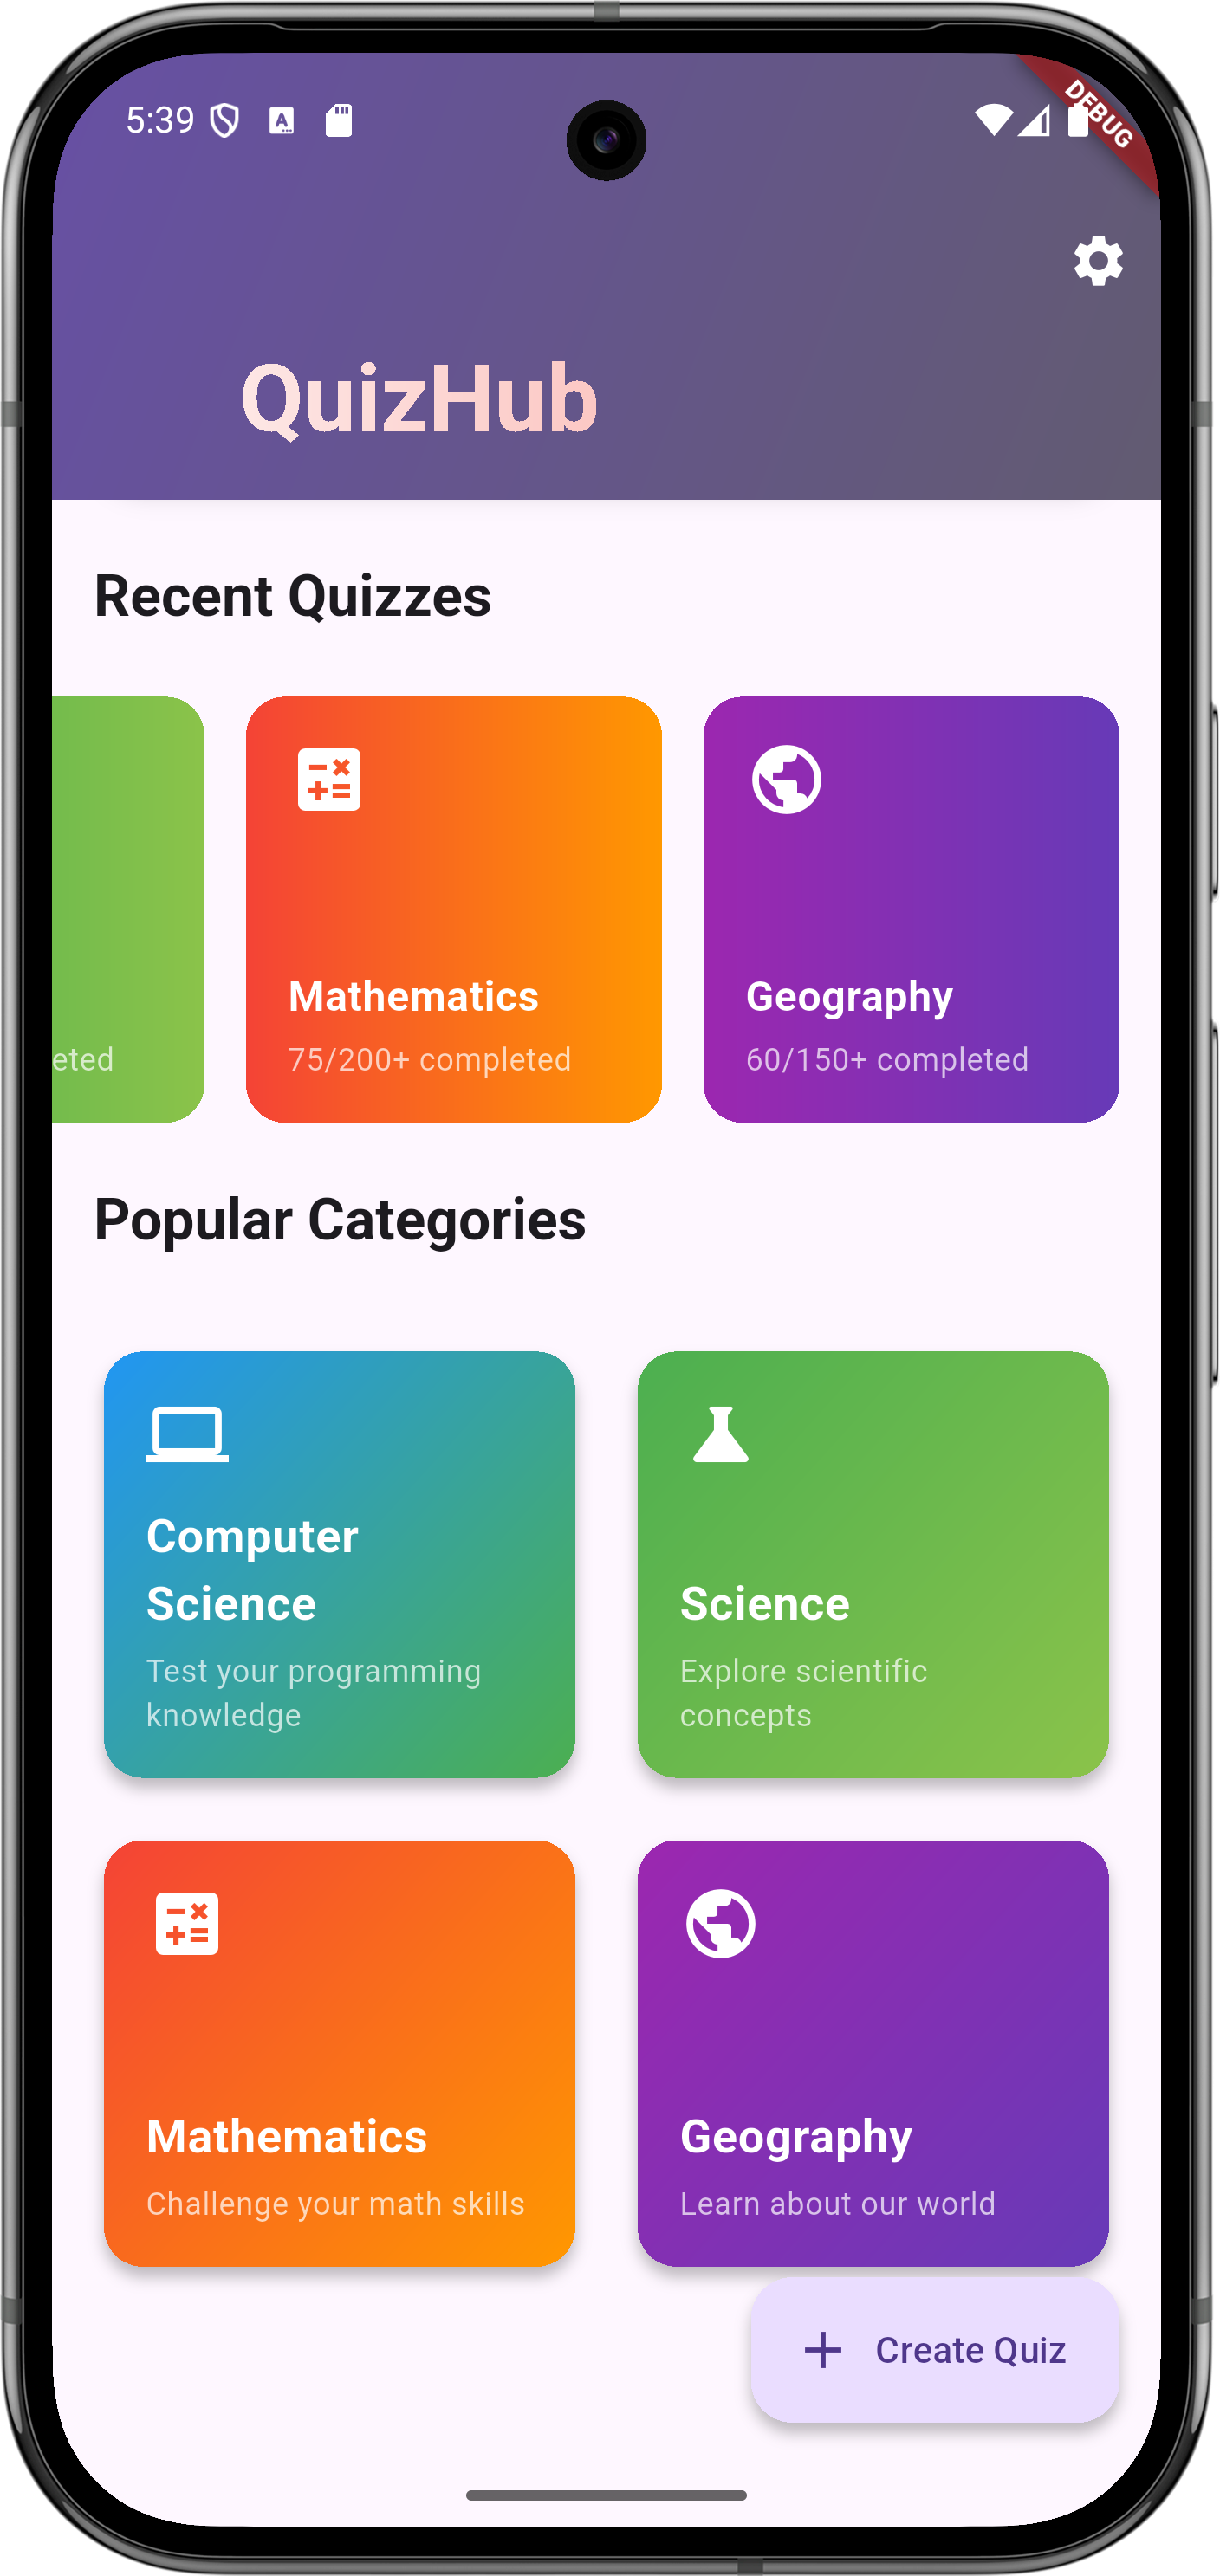 5:39
DEBUG
QuizHub
Recent Quizzes
eted
Mathematics
75/200+ completed
Geography
60/150+ completed
Popular Categories
Computer
Science
Test your programming
knowledge
Science
Explore scientific
concepts
Mathematics
Challenge your math skills
Geography
Learn about our world
Create Quiz